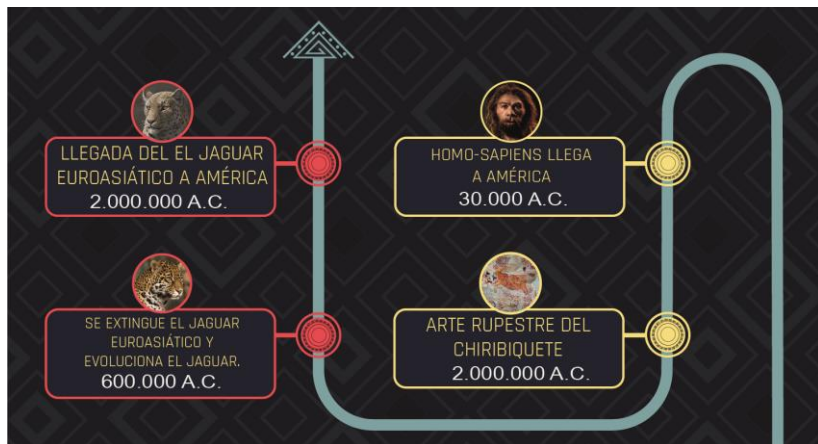 LLEGADA DEL EL JAGUAR
EUROASIÁTICO A AMÉRICA
2.000.000 A.C.
SE EXTINGUE EL JAGUAR
EUROASIÁTICO Y
EVOLUCIONA EL JAGUAR.
600.000 A.C.
HOMO-SAPIENS LLEGA
A AMÉRICA
30.000 A.C.
ARTE RUPESTRE DEL
CHIRIBIQUETE
2.000.000 A.C.